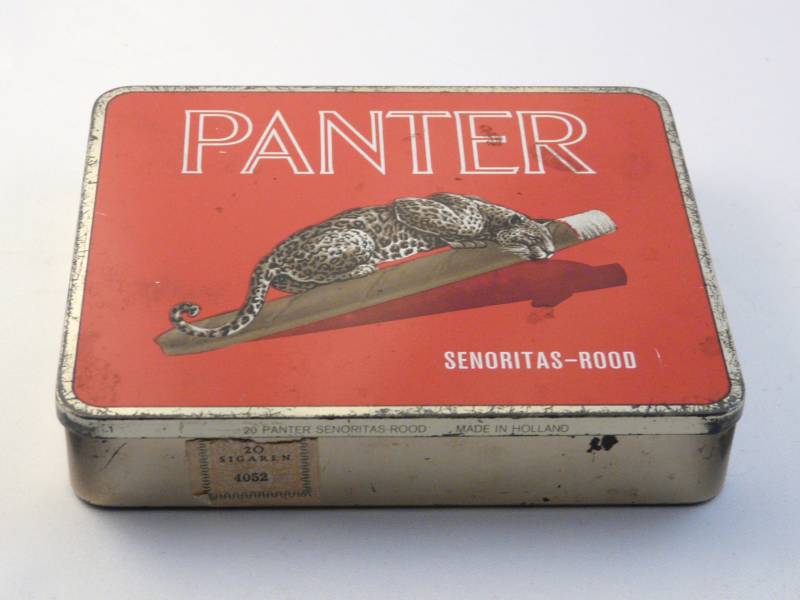 PANTER
SENORITAS-ROOD
20 PANTER SENORITAS-ROOD MADE IN HOLLAND
20
SIGAREN
4052